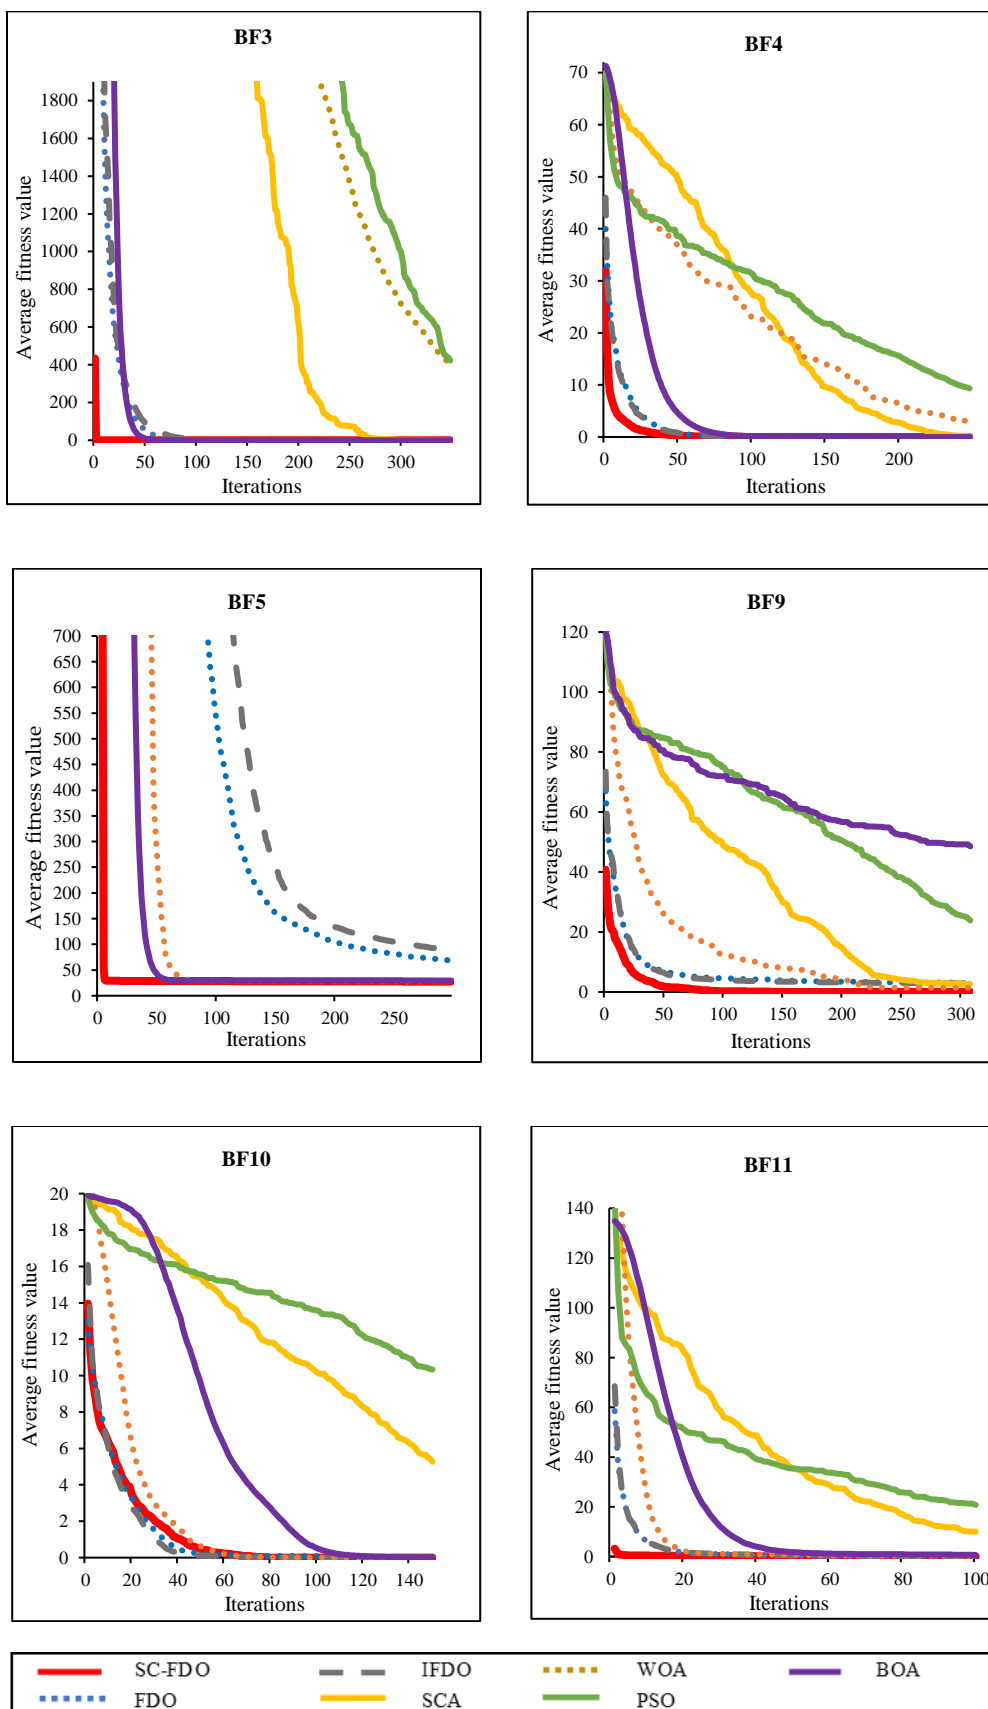 BF3
Average fitness value
1800
1600
1400
1200
1000
800
600
400
200
0
0 50 100 150 200 250 300
Iterations
BF4
Average fitness value
70
60
50
40
30
20
10
0
0 50 100 150 200
Iterations
BF5
Average fitness value
700
650
600
550
500
450
400
350
300
250
200
150
100
50
0
0 50 100 150 200 250
Iterations
BF9
Average fitness value
120
100
80
60
40
20
0
0 50 100 150 200 250 300
Iterations
BF10
Average fitness value
20
18
16
14
12
10
8
6
4
2
0
0 20 40 60 80 100 120 140
Iterations
BF11
Average fitness value
140
120
100
80
60
40
20
0
0 20 40 60 80 100
Iterations
SC-FDO IFDO WOA BOA
FDO SCA PSO